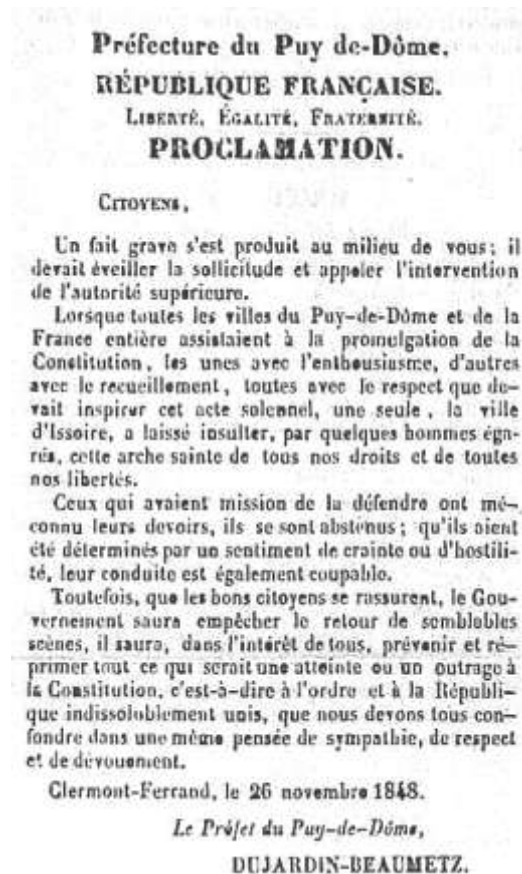 Préfecture du Puy de-Dôme.
RÉPUBLIQUE FRANÇAISE.
LIBERTÉ, ÉGALITÉ, FRATERNITÉ.
PROCLAMATION.
CITOYENS,
Un fait grave s'est produit au milieu de vous; il
devait éveiller la sollicitude et appeler l'intervention
de l'autorité supérieure.
Lorsque toutes les villes du Puy-de-Dôme et de la
France entière assistaient à la promulgation de la
Constitution, les unes avec l'enthousiasme, d'autres
avec le recueillement, toutes avec le respect que de-
vait inspirer cet acte solennel, une seule, la ville
d'Issoire, a laissé insulter, par quelques hommes éga-
rés, cette arche sainte de tous nos droits et de toutes
nos libertés.
Ceux qui avaient mission de la défendre ont mé-
connu leurs devoirs, ils se sont abstenus; qu'ils aient
été déterminés par un sentiment de crainte ou d'hostili-
té, leur conduite est également coupable.
Toutefois, que les bons citoyens se rassurent, le Gou-
vernement saura empêcher le retour de semblables
scènes, il saura, dans l'intérêt de tous, prévenir et ré-
primer tout ce qui serait une atteinte ou un outrage à
la Constitution, c'est-à-dire à l'ordre et à la Républi-
que indissolublement unis, que nous devons tous con-
fondre dans une même pensée de sympathie, de respect
et de dévouement.
Clermont-Ferrand, le 26 novembre 1848.
Le Préfet du Puy-de-Dôme,
DUJARDIN-BEAUMETZ.